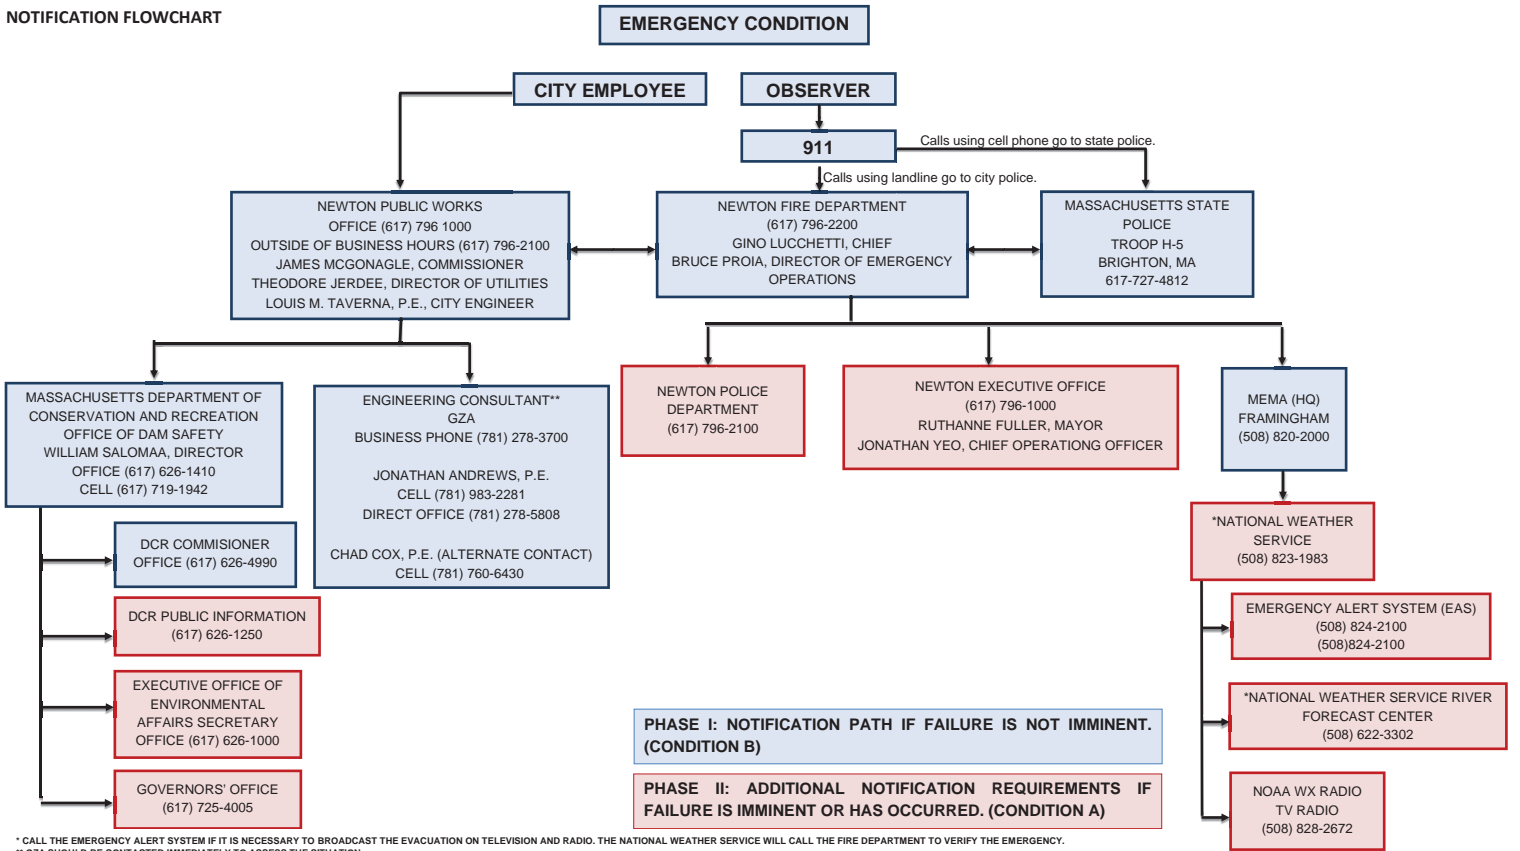 NOTIFICATION FLOWCHART
EMERGENCY CONDITION
CITY EMPLOYEE
OBSERVER
911
Calls using cell phone go to state police.
Calls using landline go to city police.
NEWTON PUBLIC WORKS
OFFICE (617) 796 1000
OUTSIDE OF BUSINESS HOURS (617) 796-2100
JAMES MCGONAGLE, COMMISSIONER
THEODORE JERDEE, DIRECTOR OF UTILITIES
LOUIS M. TAVERNA, P.E., CITY ENGINEER
NEWTON FIRE DEPARTMENT
(617) 796-2200
GINO LUCCHETTI, CHIEF
BRUCE PROIA, DIRECTOR OF EMERGENCY
OPERATIONS
MASSACHUSETTS STATE
POLICE
TROOP H-5
BRIGHTON, MA
617-727-4812
MASSACHUSETTS DEPARTMENT OF
CONSERVATION AND RECREATION
OFFICE OF DAM SAFETY
WILLIAM SALOMAA, DIRECTOR
OFFICE (617) 626-1410
CELL (617) 719-1942
ENGINEERING CONSULTANT**
GZA
BUSINESS PHONE (781) 278-3700
JONATHAN ANDREWS, P.E.
CELL (781) 983-2281
DIRECT OFFICE (781) 278-5808
CHAD COX, P.E. (ALTERNATE CONTACT)
CELL (781) 760-6430
NEWTON POLICE
DEPARTMENT
(617) 796-2100
NEWTON EXECUTIVE OFFICE
(617) 796-1000
RUTHANNE FULLER, MAYOR
JONATHAN YEO, CHIEF OPERATIONG OFFICER
MEMA (HQ)
FRAMINGHAM
(508) 820-2000
*NATIONAL WEATHER
SERVICE
(508) 823-1983
DCR COMMISIONER
OFFICE (617) 626-4990
DCR PUBLIC INFORMATION
(617) 626-1250
EXECUTIVE OFFICE OF
ENVIRONMENTAL
AFFAIRS SECRETARY
OFFICE (617) 626-1000
GOVERNORS' OFFICE
(617) 725-4005
EMERGENCY ALERT SYSTEM (EAS)
(508) 824-2100
(508)824-2100
*NATIONAL WEATHER SERVICE RIVER
FORECAST CENTER
(508) 622-3302
NOAA WX RADIO
TV RADIO
(508) 828-2672
PHASE I: NOTIFICATION PATH IF FAILURE IS NOT IMMINENT.
(CONDITION B)
PHASE II: ADDITIONAL NOTIFICATION REQUIREMENTS IF
FAILURE IS IMMINENT OR HAS OCCURRED. (CONDITION A)
* CALL THE EMERGENCY ALERT SYSTEM IF IT IS NECESSARY TO BROADCAST THE EVACUATION ON TELEVISION AND RADIO. THE NATIONAL WEATHER SERVICE WILL CALL THE FIRE DEPARTMENT TO VERIFY THE EMERGENCY.
** GZA SHOULD BE CONTACTED IMMEDIATELY TO ACCESS THE SITUATION